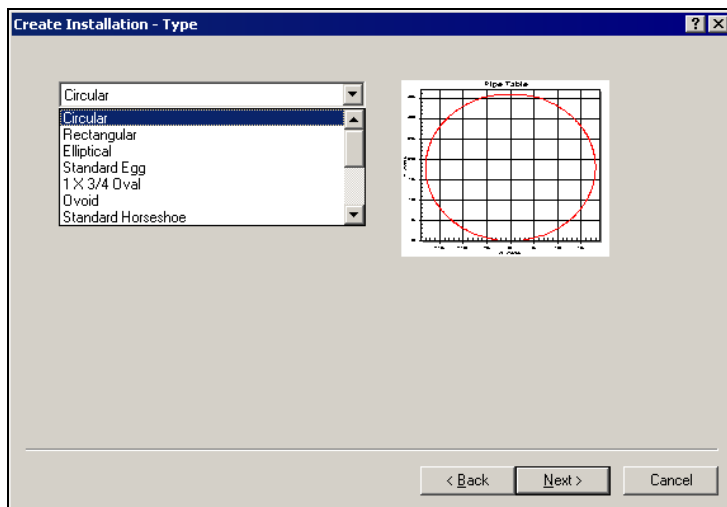 Create Installation - Type
Circular
Circular
Rectangular
Elliptical
Standard Egg
1 X 3/4 Oval
Ovoid
Standard Horseshoe
Pipe Table
< Back
Next >
Cancel